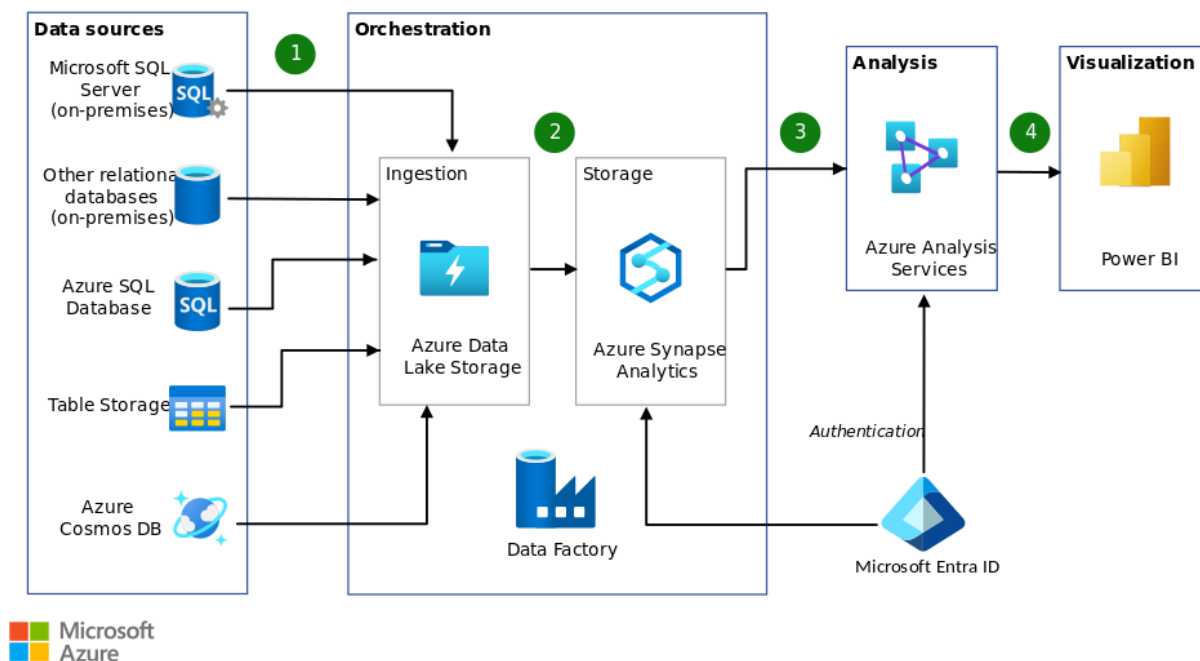 Data sources
Microsoft SQL
Server
(on-premises)
SQL
Other relationa
databases
(on-premises)
Azure SQL
Database
SQL
Table Storage
Azure
Cosmos DB
1
Orchestration
2
Ingestion
Azure Data
Lake Storage
Storage
Azure Synapse
Analytics
Data Factory
3
Analysis
Azure Analysis
Services
4
Visualization
Power BI
Authentication
Microsoft Entra ID
Microsoft
Azure